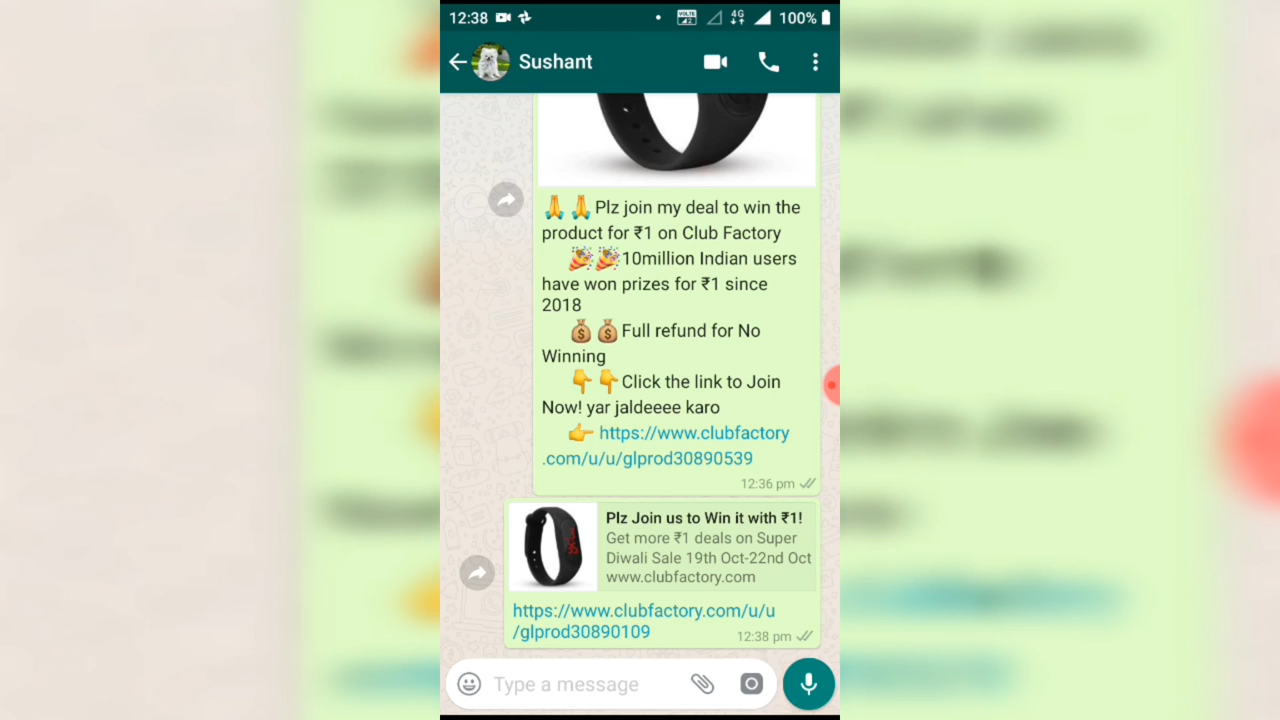 12:38
VOLTE
4G
100%
Sushant
🙏 🙏Plz join my deal to win the
product for ₹1 on Club Factory
🎉🎉10million Indian users
have won prizes for ₹1 since
2018
💰 💰Full refund for No
Winning
👇 👇Click the link to Join
Now! yar jaldeeee karo
👉 https://www.clubfactory
.com/u/u/glprod30890539
12:36 pm
Plz Join us to Win it with ₹1!
Get more ₹1 deals on Super
Diwali Sale 19th Oct-22nd Oct
www.clubfactory.com
https://www.clubfactory.com/u/u
/glprod30890109
12:38 pm
Type a message